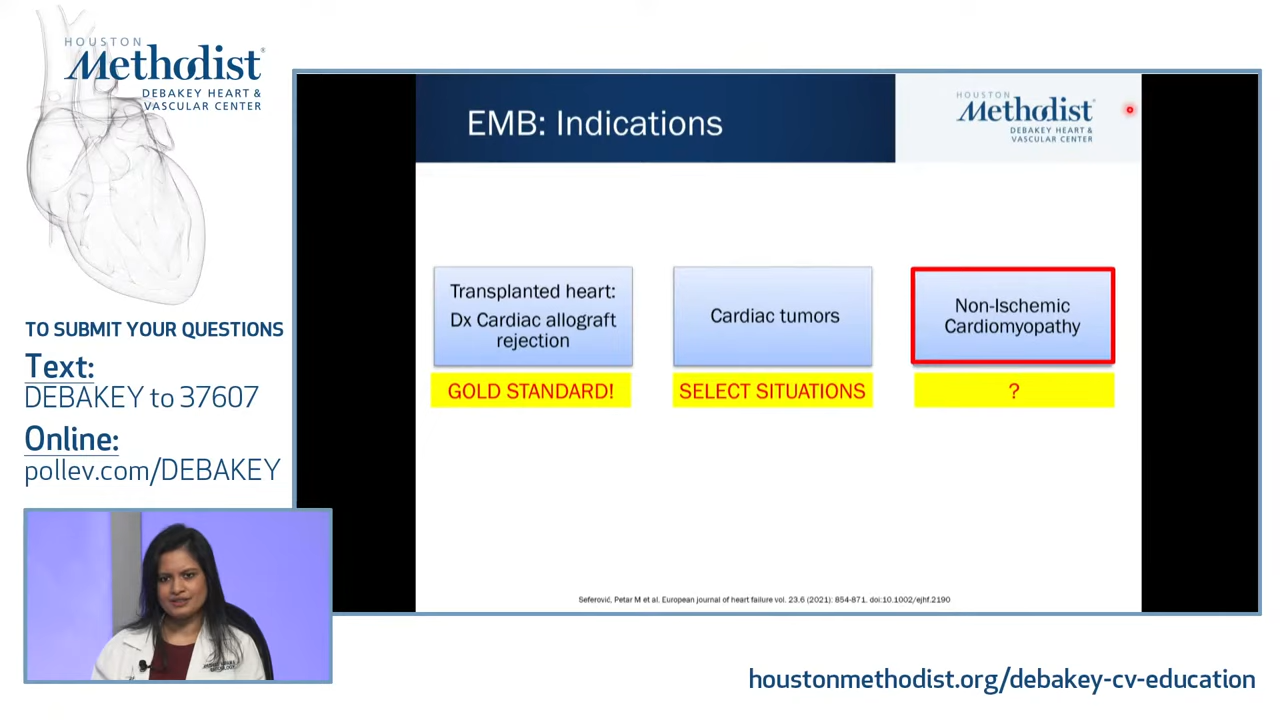 HOUSTON
Methodist
DEBAKEY HEART &
VASCULAR CENTER
TO SUBMIT YOUR QUESTIONS
Text:
DEBAKEY to 37607
Online:
pollev.com/DEBAKEY
EMB: Indications
HOUSTON
Methodist
DEBAKEY HEART &
VASCULAR CENTER
Transplanted heart:
Dx Cardiac allograft
rejection
GOLD STANDARD!
Cardiac tumors
SELECT SITUATIONS
Non-Ischemic
Cardiomyopathy
?
Seferović, Petar M et al. European journal of heart failure vol. 23,6 (2021): 854-871. doi:10.1002/ejhf.2190
houstonmethodist.org/debakey-cv-education